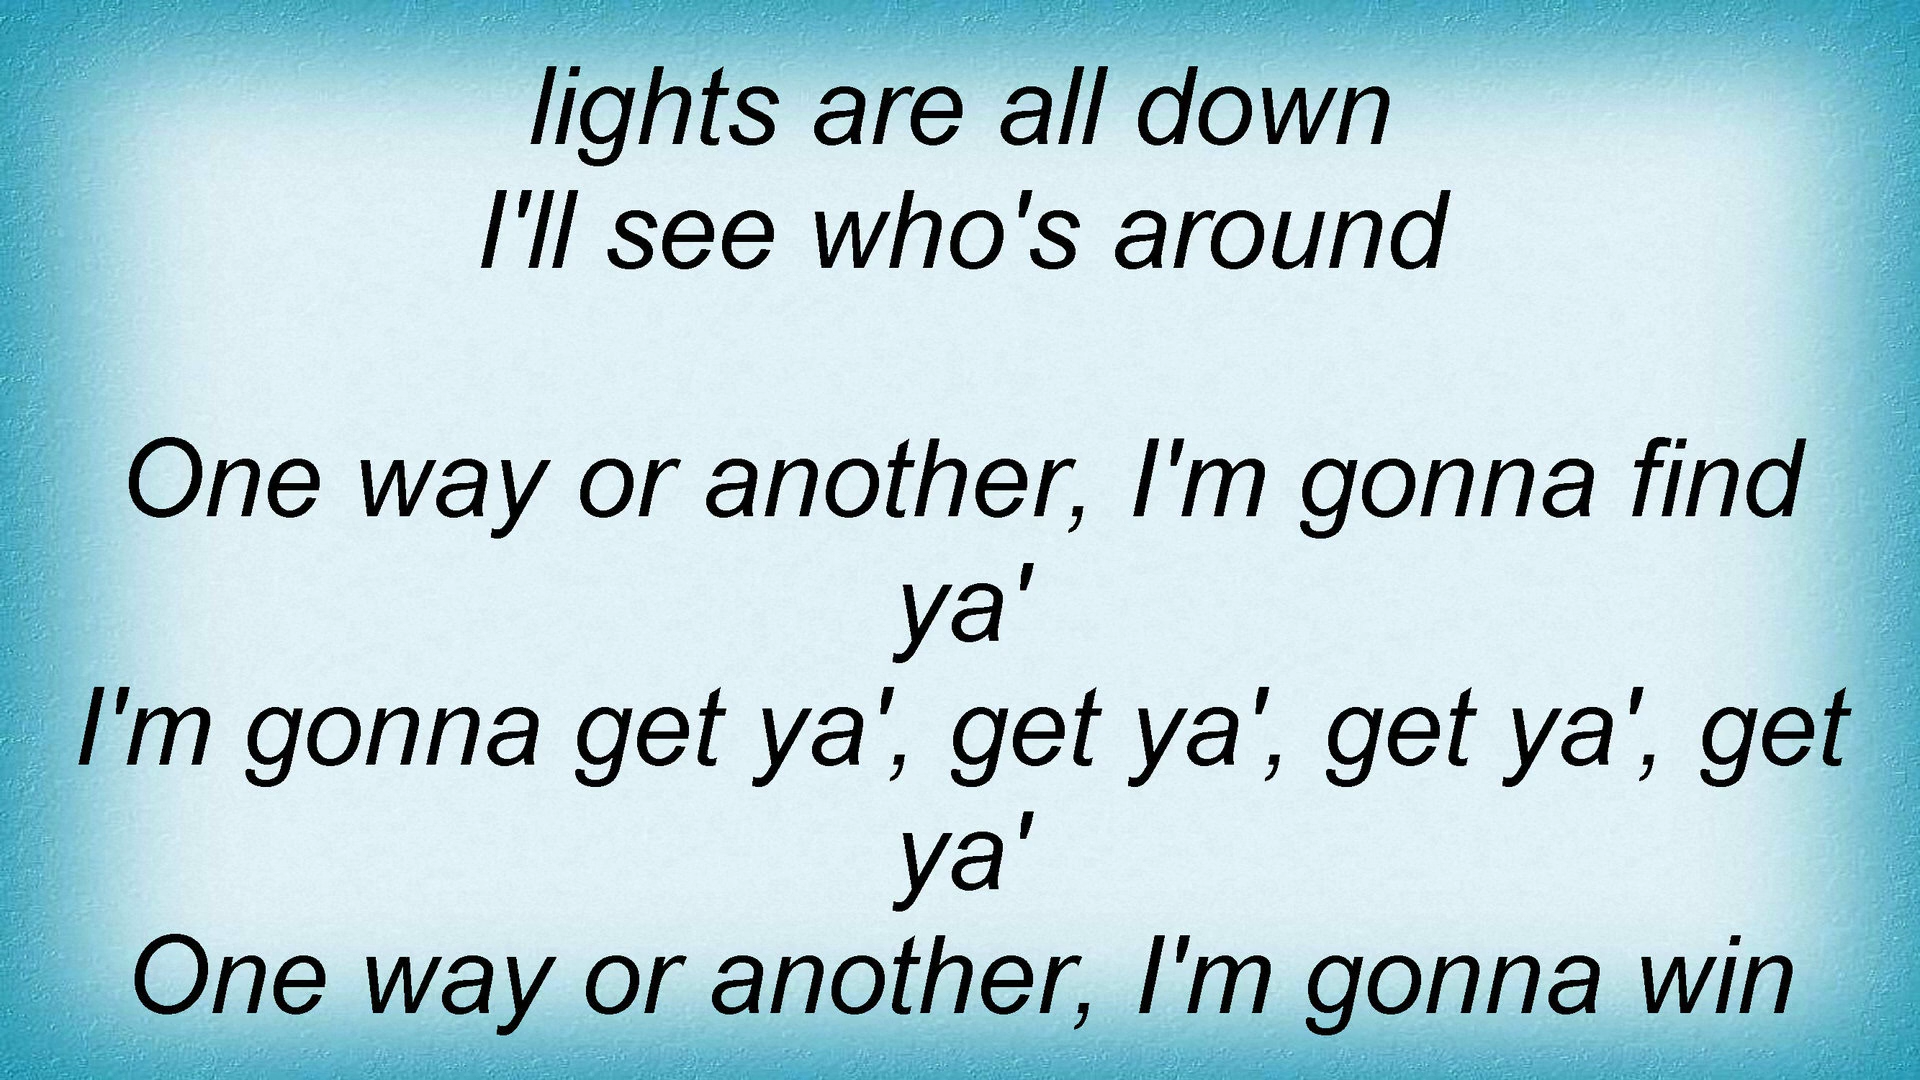 lights are all down
I'll see who's around
One way or another, I'm gonna find
ya'
I'm gonna get ya', get ya', get ya', get
ya'
One way or another, I'm gonna win